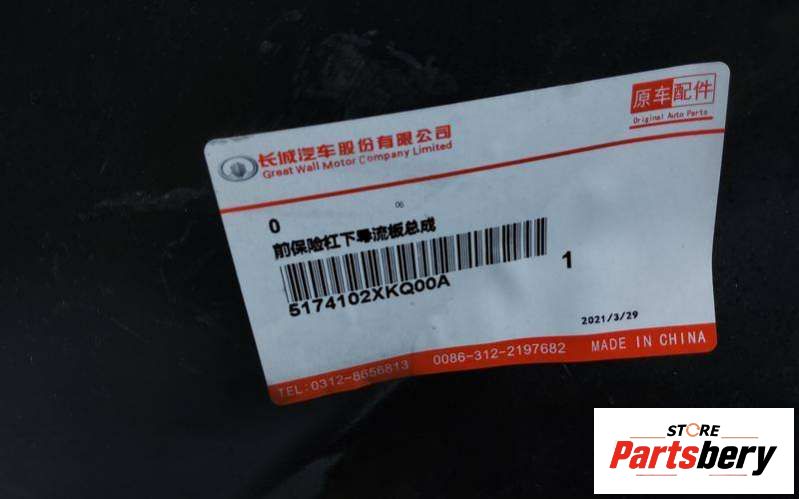 长城汽车股份有限公司
Great Wall Motor Company Limited
原车配件
Original Auto Parts
0
06
前保险杠下导流板总成
5174102XKQ00A
1
2021/3/29
TEL:0312-8656813 0086-312-2197682 MADE IN CHINA
STORE
Partsbery